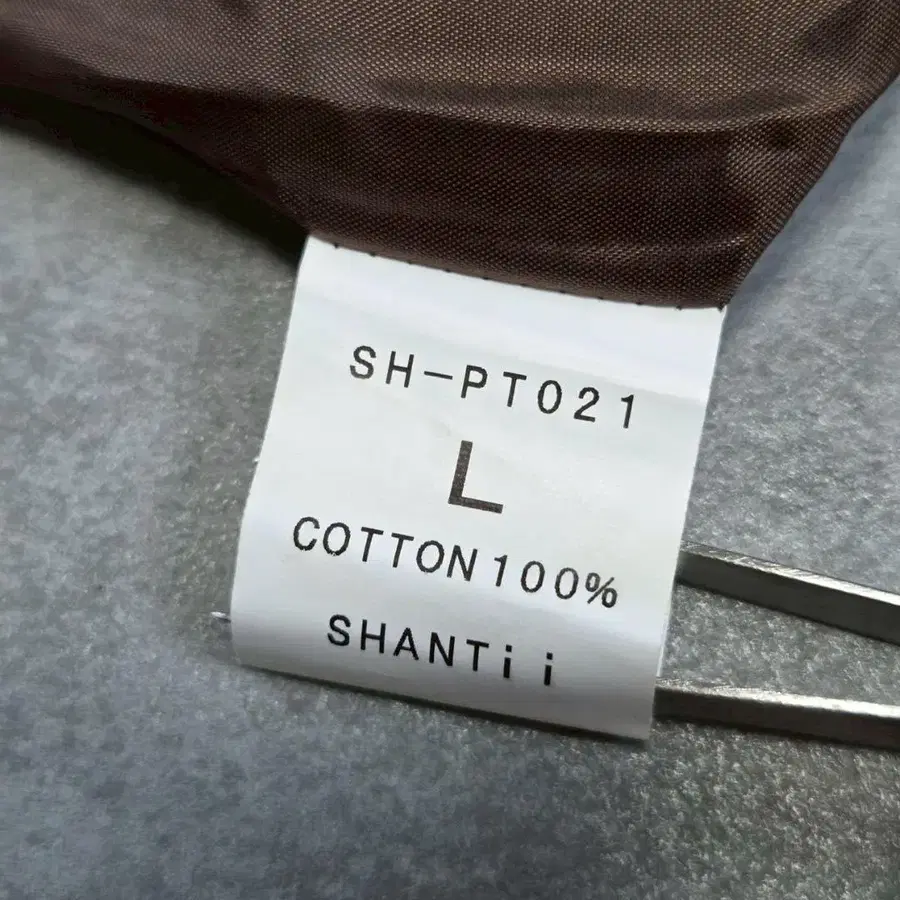 SH-PT021
L
COTTON100%
SHANTii